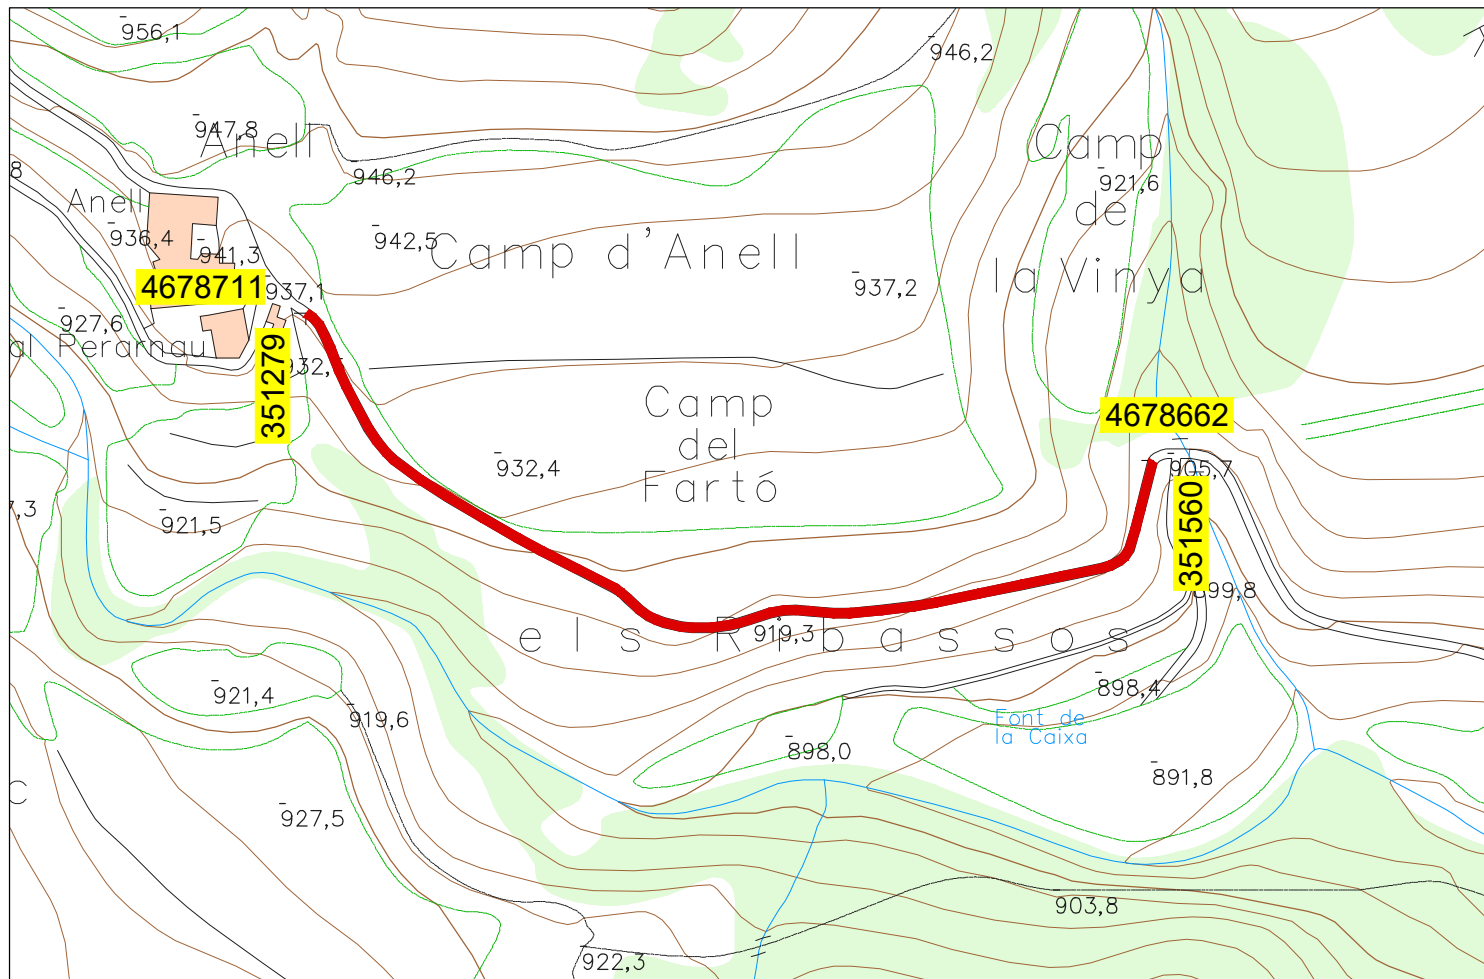 956,1
946,2
947,8
Anell
Camp
8
946,2
921,6
Anell
de
936,4
941,3
942,5
Camp d'Anell
la Vinya
4678711
937,1
937,2
927,6
al Perarnau
351279
932,
Camp
del
Fartó
4678662
932,4
905,7
,3
921,5
351560
899,8
919,3
els Ribassos
921,4
919,6
898,4
Font de
la Caixa
898,0
891,8
c
927,5
903,8
922,3